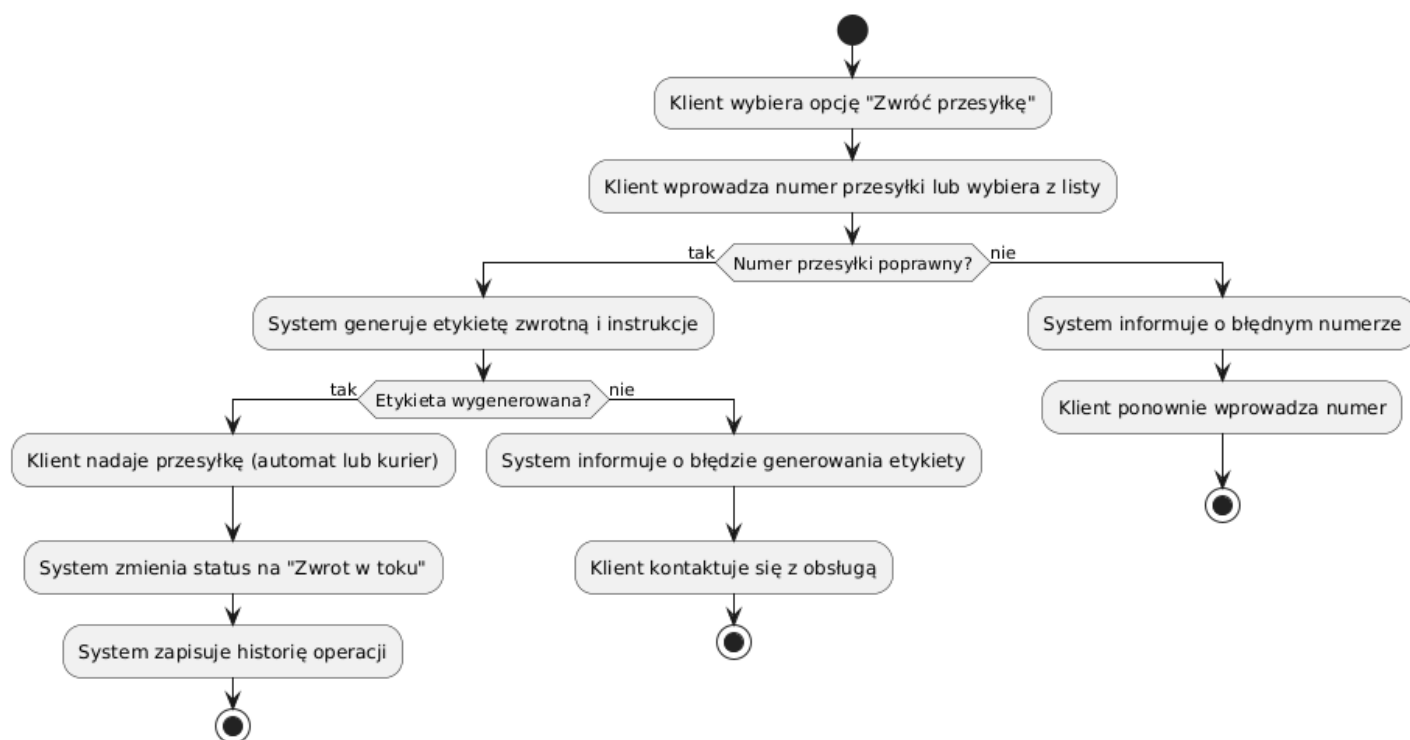 Klient wybiera opcję "Zwróć przesyłkę"
Klient wprowadza numer przesyłki lub wybiera z listy
tak
Numer przesyłki poprawny?
nie
System generuje etykietę zwrotną i instrukcje
System informuje o błędnym numerze
tak
Etykieta wygenerowana?
nie
Klient ponownie wprowadza numer
Klient nadaje przesyłkę (automat lub kurier)
System informuje o błędzie generowania etykiety
System zmienia status na "Zwrot w toku"
Klient kontaktuje się z obsługą
System zapisuje historię operacji